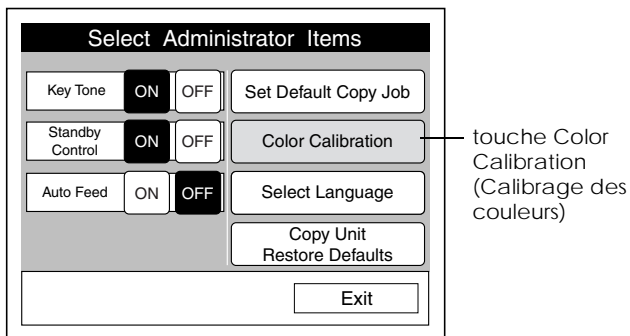 Select Administrator Items
Key Tone ON OFF
Set Default Copy Job
Standby
Control ON OFF
Color Calibration
Auto Feed ON OFF
Select Language
Copy Unit
Restore Defaults
Exit
touche Color
Calibration
(Calibrage des
couleurs)